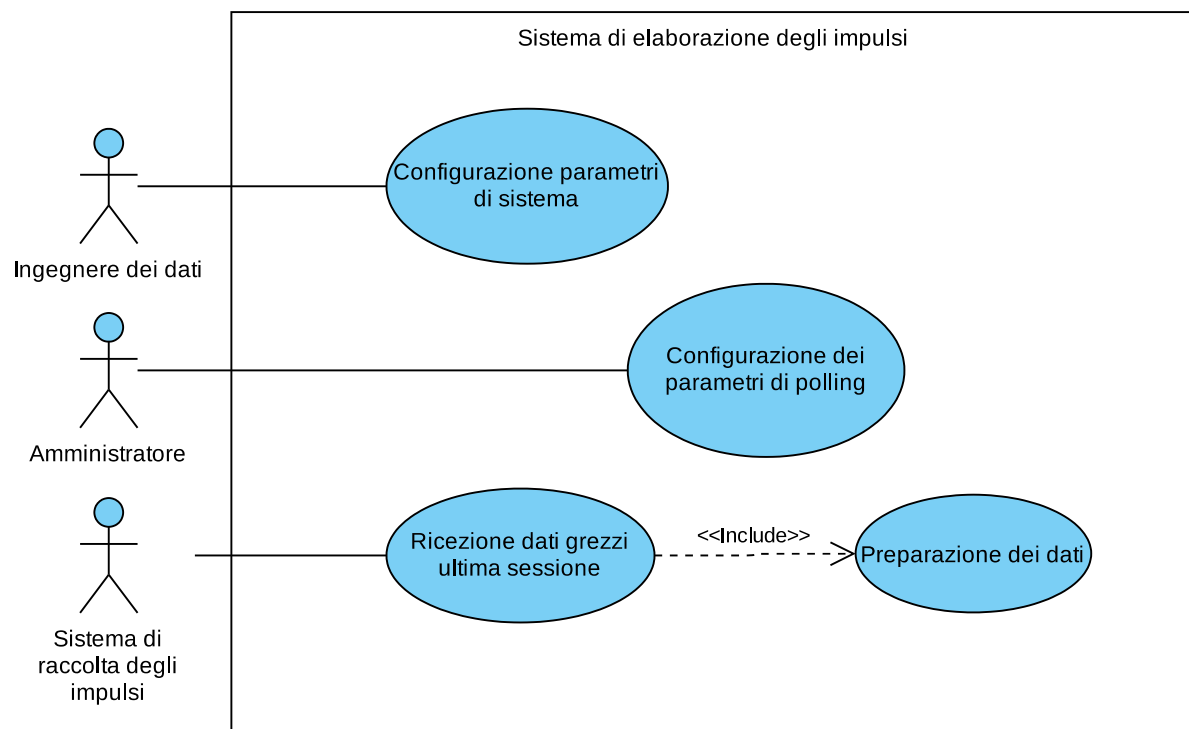 Sistema di elaborazione degli impulsi
Configurazione parametri
di sistema
Ingegnere dei dati
Configurazione dei
parametri di polling
Amministratore
Ricezione dati grezzi
ultima sessione
<<Include>>
Preparazione dei dati
Sistema di
raccolta degli
impulsi